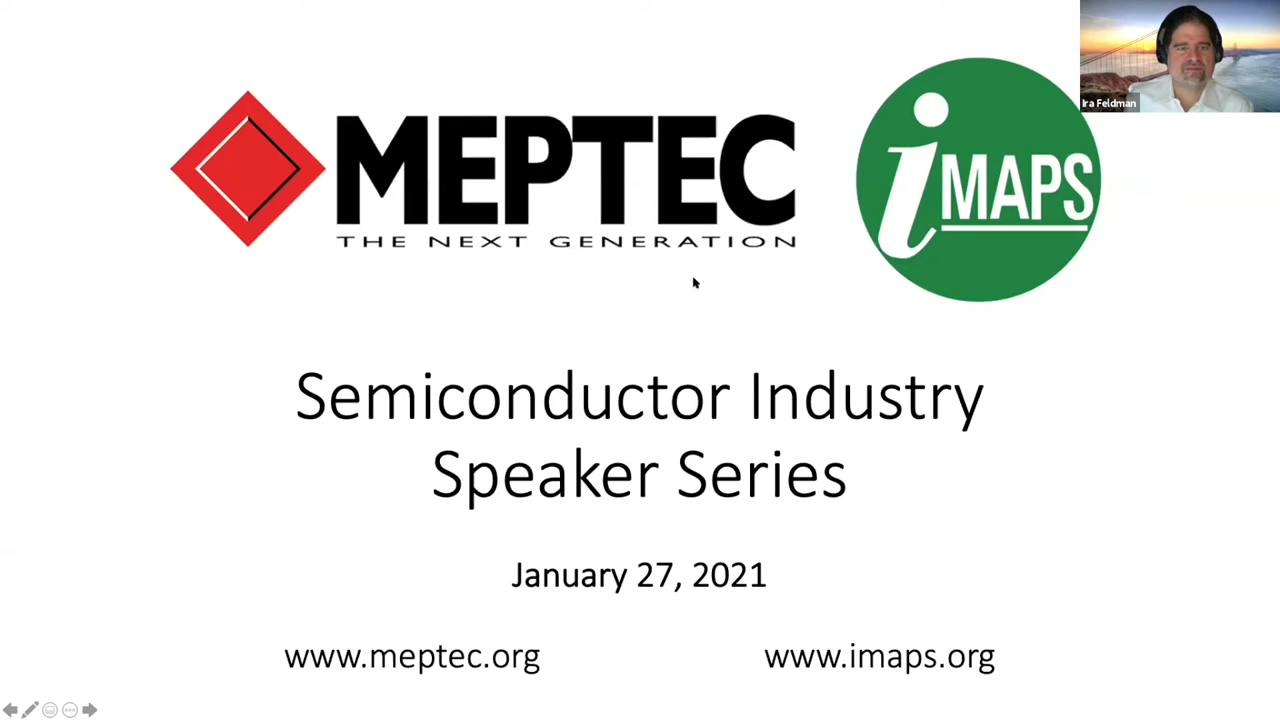 Ira Feldman
MEPTEC
THE NEXT GENERATION
iMAPS
Semiconductor Industry
Speaker Series
January 27, 2021
www.meptec.org
www.imaps.org